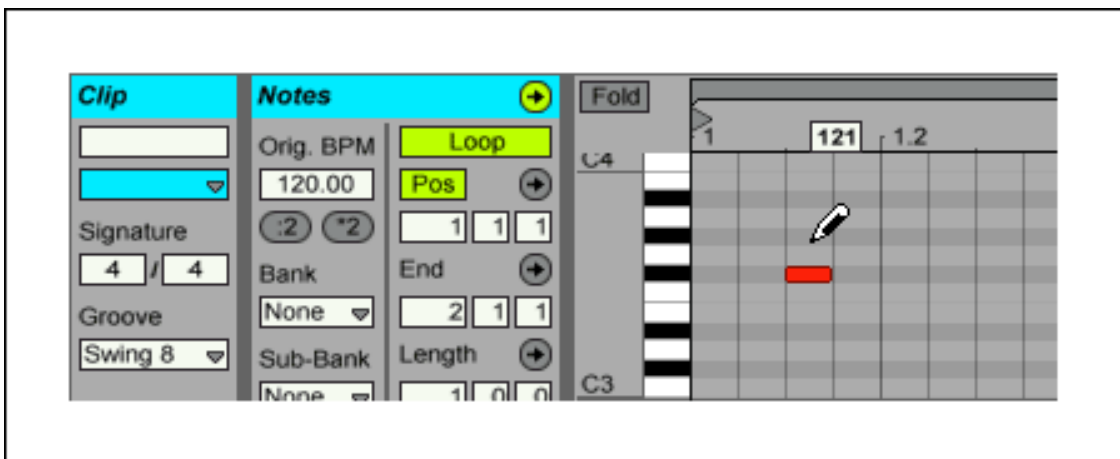 Clip
Notes
Fold
Orig. BPM
Loop
1
121
1.2
C4
120.00
Pos
Signature
:2
*2
1 1 1
4 / 4
Bank
End
Groove
None
2 1 1
Swing 8
Sub-Bank
Length
C3
None
1 0 0